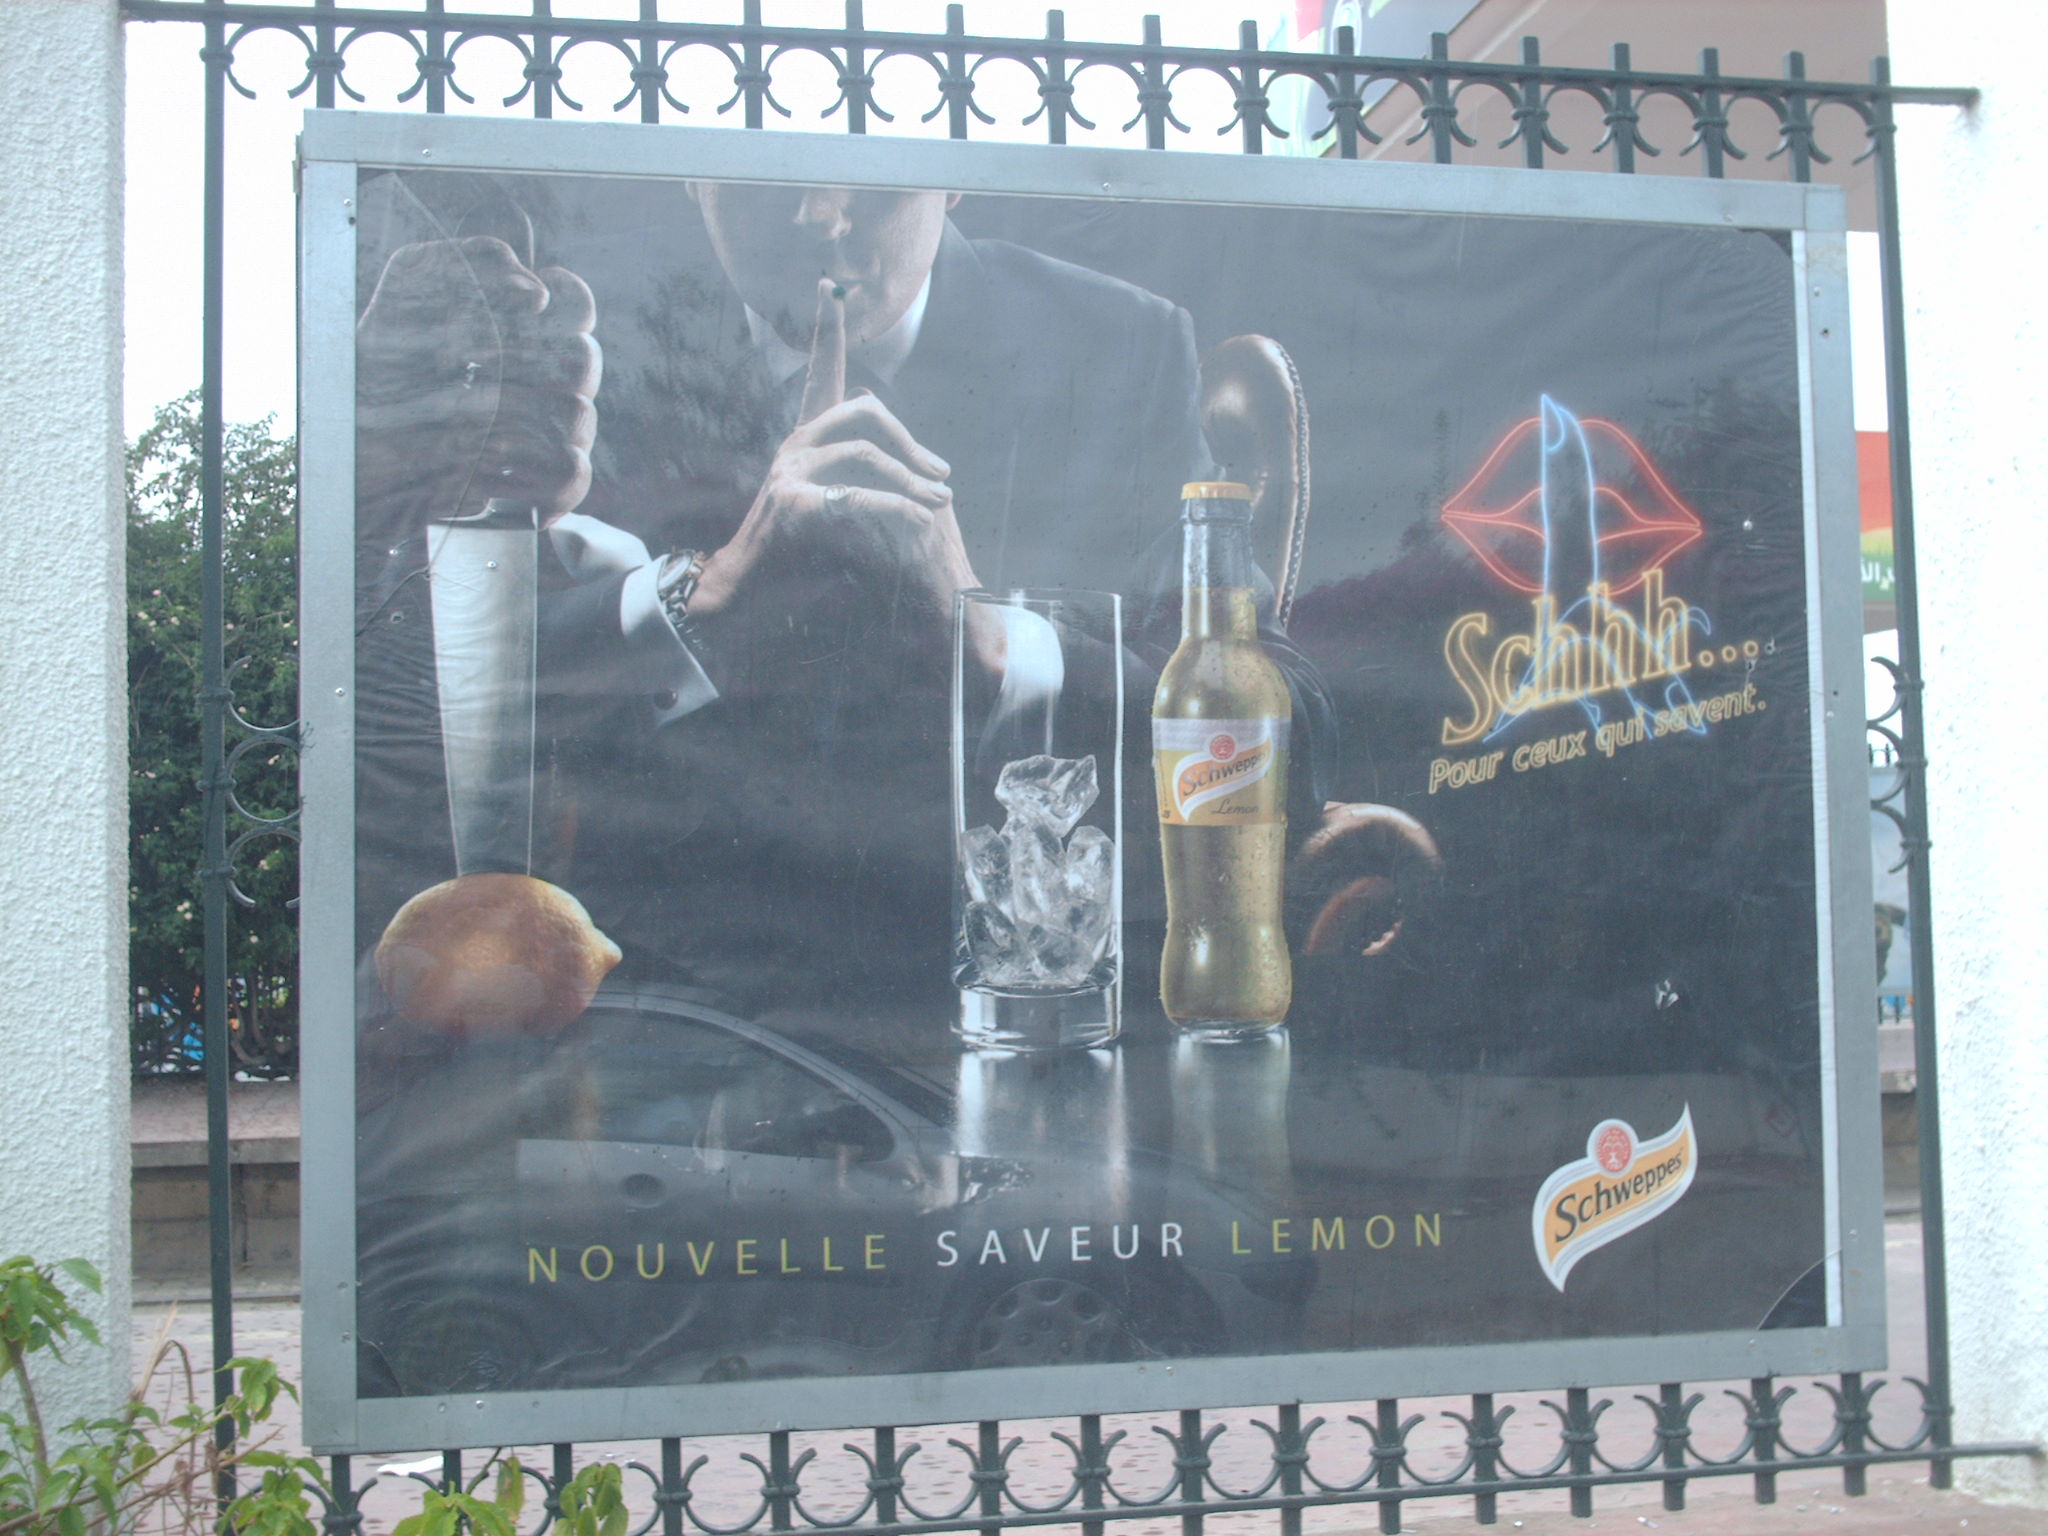 Schhh...
Pour ceux qui savent.
Schweppes
Lemon
Schweppes
NOUVELLE SAVEUR LEMON